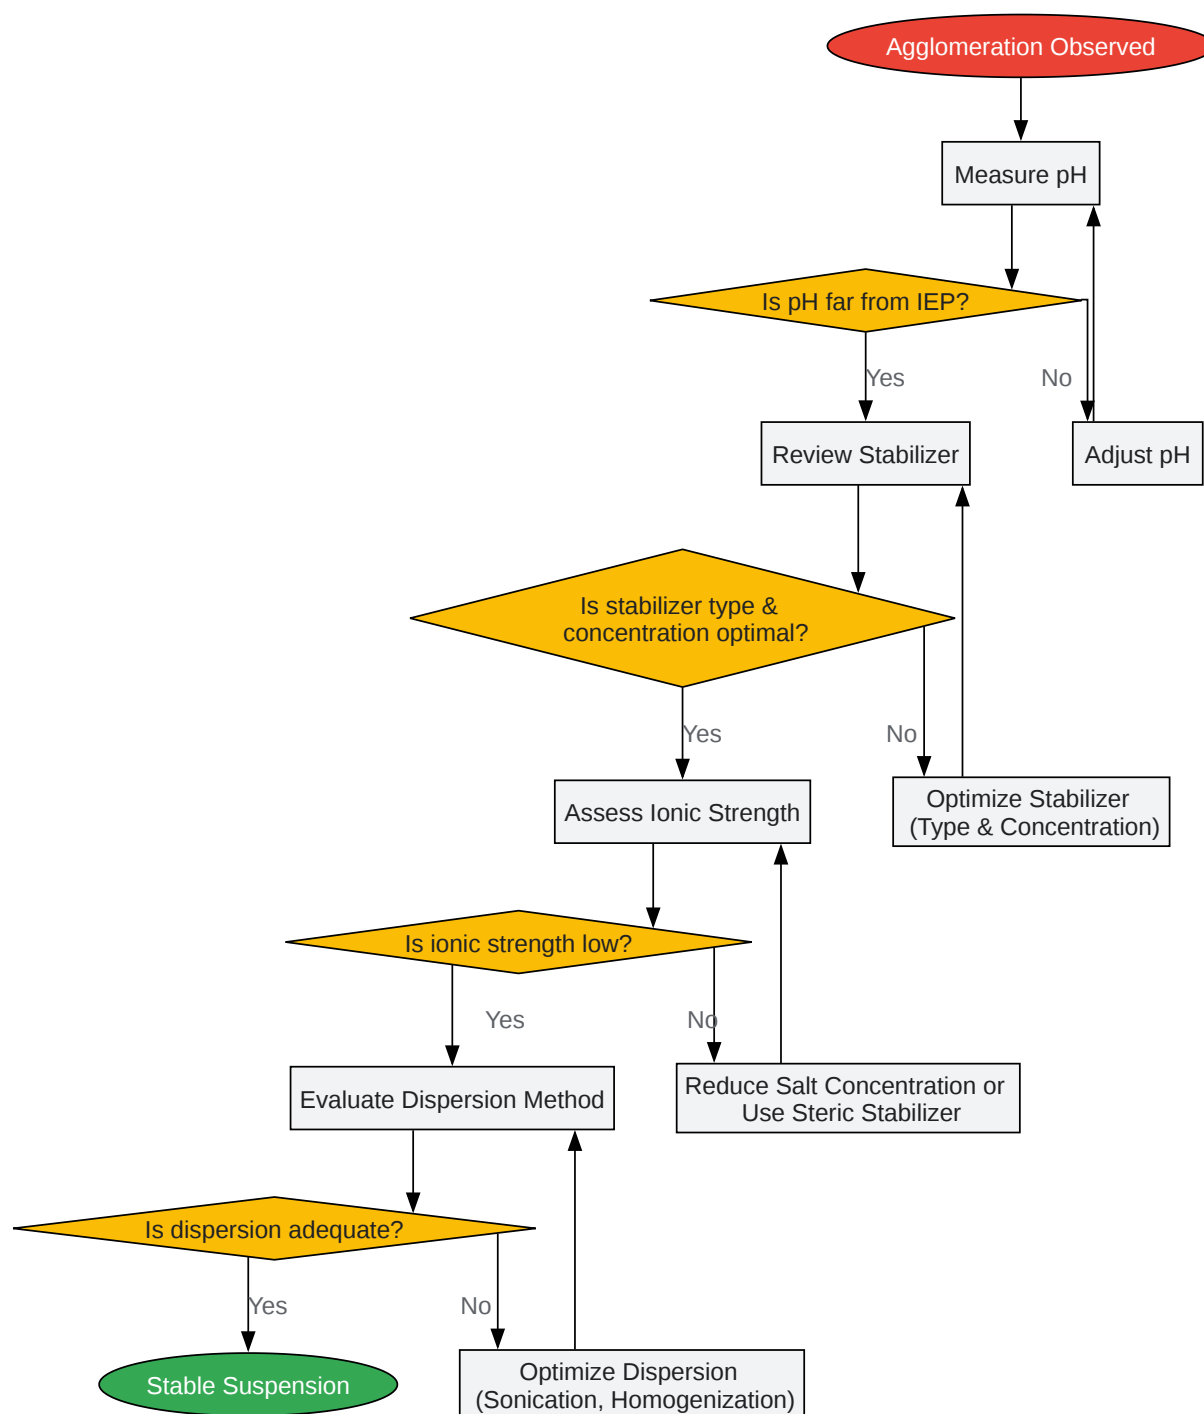 Agglomeration Observed
Measure pH
Is pH far from IEP?
Yes
No
Review Stabilizer
Adjust pH
Is stabilizer type &
concentration optimal?
Yes
No
Assess Ionic Strength
Optimize Stabilizer
(Type & Concentration)
Is ionic strength low?
Yes
No
Evaluate Dispersion Method
Reduce Salt Concentration or
Use Steric Stabilizer
Is dispersion adequate?
Yes
No
Stable Suspension
Optimize Dispersion
(Sonication, Homogenization)